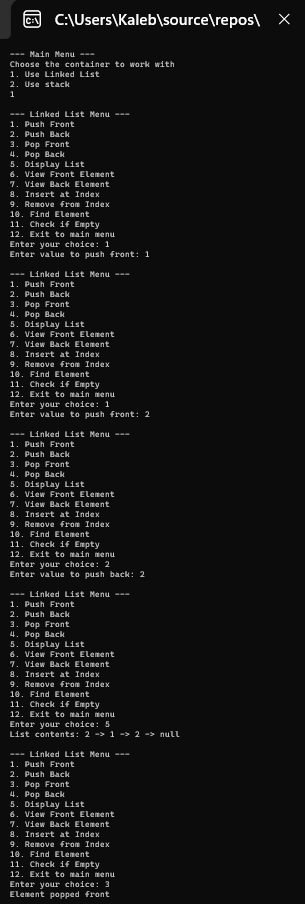 C:\Users\Kaleb\source\repos\
--- Main Menu ---
Choose the container to work with
1. Use Linked List
2. Use stack
1
--- Linked List Menu ---
1. Push Front
2. Push Back
3. Pop Front
4. Pop Back
5. Display List
6. View Front Element
7. View Back Element
8. Insert at Index
9. Remove from Index
10. Find Element
11. Check if Empty
12. Exit to main menu
Enter your choice: 1
Enter value to push front: 1
--- Linked List Menu ---
1. Push Front
2. Push Back
3. Pop Front
4. Pop Back
5. Display List
6. View Front Element
7. View Back Element
8. Insert at Index
9. Remove from Index
10. Find Element
11. Check if Empty
12. Exit to main menu
Enter your choice: 1
Enter value to push front: 2
--- Linked List Menu ---
1. Push Front
2. Push Back
3. Pop Front
4. Pop Back
5. Display List
6. View Front Element
7. View Back Element
8. Insert at Index
9. Remove from Index
10. Find Element
11. Check if Empty
12. Exit to main menu
Enter your choice: 2
Enter value to push back: 2
--- Linked List Menu ---
1. Push Front
2. Push Back
3. Pop Front
4. Pop Back
5. Display List
6. View Front Element
7. View Back Element
8. Insert at Index
9. Remove from Index
10. Find Element
11. Check if Empty
12. Exit to main menu
Enter your choice: 5
List contents: 2 -> 1 -> 2 -> null
--- Linked List Menu ---
1. Push Front
2. Push Back
3. Pop Front
4. Pop Back
5. Display List
6. View Front Element
7. View Back Element
8. Insert at Index
9. Remove from Index
10. Find Element
11. Check if Empty
12. Exit to main menu
Enter your choice: 3
Element popped front